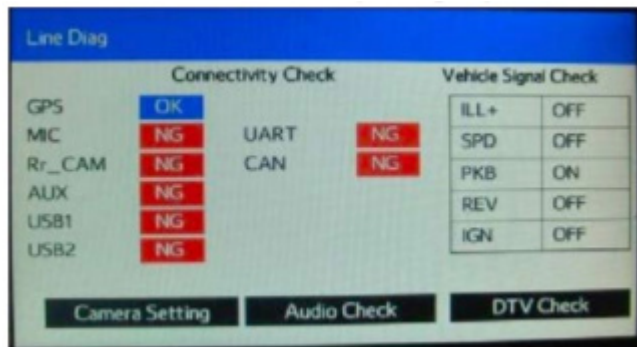 Line Diag
Connectivity Check
Vehicle Signal Check
GPS OK
MIC NG UART NG
Rr_CAM NG CAN NG
AUX NG
USB1 NG
USB2 NG
ILL+ OFF
SPD OFF
PKB ON
REV OFF
IGN OFF
Camera Setting
Audio Check
DTV Check